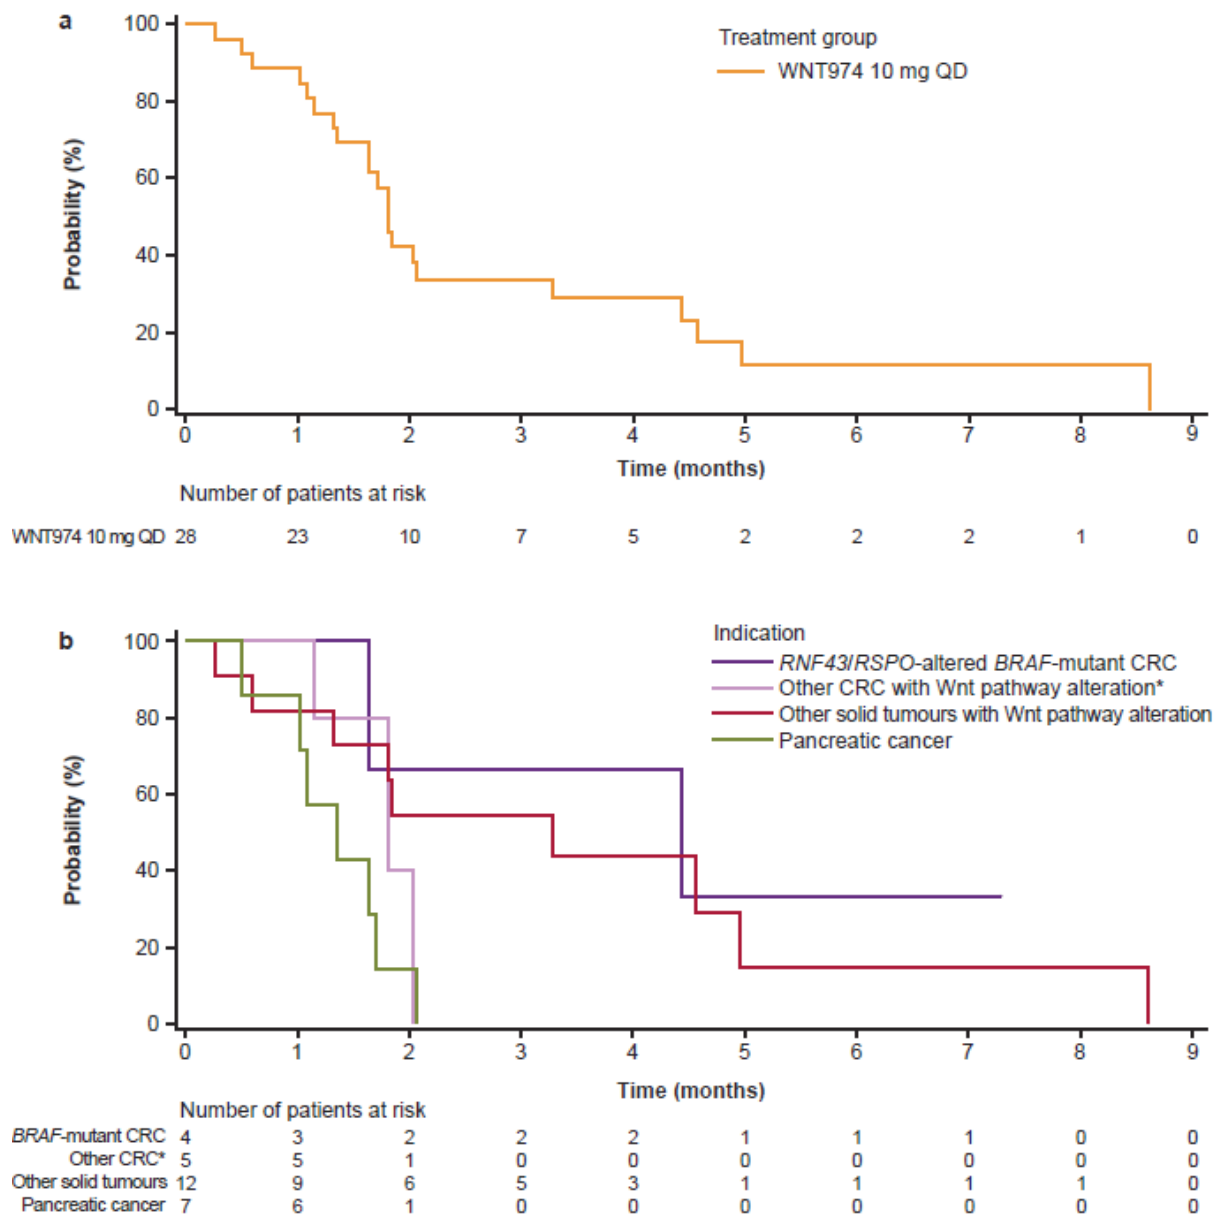 a
Treatment group
WNT974 10 mg QD
Probability (%)
100
80
60
40
20
0
0 1 2 3 4 5 6 7 8 9
Time (months)
Number of patients at risk
WNT974 10 mg QD 28 23 10 7 5 2 2 2 1 0
b
Indication
RNF43/RSPO-altered BRAF-mutant CRC
Other CRC with Wnt pathway alteration*
Other solid tumours with Wnt pathway alteration
Pancreatic cancer
Probability (%)
100
80
60
40
20
0
0 1 2 3 4 5 6 7 8 9
Time (months)
Number of patients at risk
BRAF-mutant CRC 4 3 2 2 2 1 1 1 0 0
Other CRC* 5 5 1 0 0 0 0 0 0 0
Other solid tumours 12 9 6 5 3 1 1 1 1 0
Pancreatic cancer 7 6 1 0 0 0 0 0 0 0